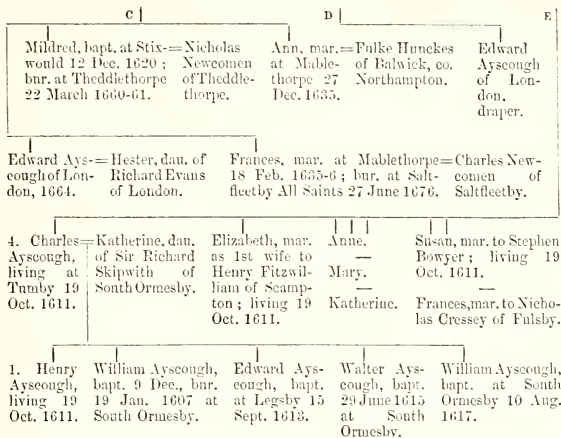 C D E
Mildred, bapt. at Stix-=Nicholas
would 12 Dec. 1620 ; Newcomen
bur. at Theddlethorpe of Theddle-
22 March 1660-61. thorpe.
Ann, mar.=Fulke Hunckes
at Mable- of Balwick, co.
thorpe 27 Northampton.
Dec. 1635.
Edward
Ayscough
of Lon-
don,
draper.
Edward Ays-=Hester, dau. of
cough of Lon- Richard Evans
don, 1664. of London.
Frances, mar. at Mablethorpe=Charles New-
18 Feb. 1635-6 ; bur. at Salt- comen of
fleetby All Saints 27 June 1676. Saltfleetby.
4. Charles=Katherine, dau.
Ayscough, of Sir Richard
living at Skipwith of
Tumby 19 South Ormesby.
Oct. 1611.
Elizabeth, mar.
as 1st wife to
Henry Fitzwil-
liam of Scamp-
ton ; living 19
Oct. 1611.
Anne.
—
Mary.
—
Katherine.
Susan, mar. to Stephen
Bowyer ; living 19
Oct. 1611.
—
Frances, mar. to Nicho-
las Cressey of Fulsby.
1. Henry
Ayscough,
living 19
Oct. 1611.
William Ayscough,
bapt. 9 Dec., bur.
19 Jan. 1607 at
South Ormesby.
Edward Ays-
cough, bapt.
at Legsby 15
Sept. 1613.
Walter Ays-
cough, bapt.
29 June 1615
at South
Ormesby.
William Ayscough,
bapt. at South
Ormesby 10 Aug.
1617.